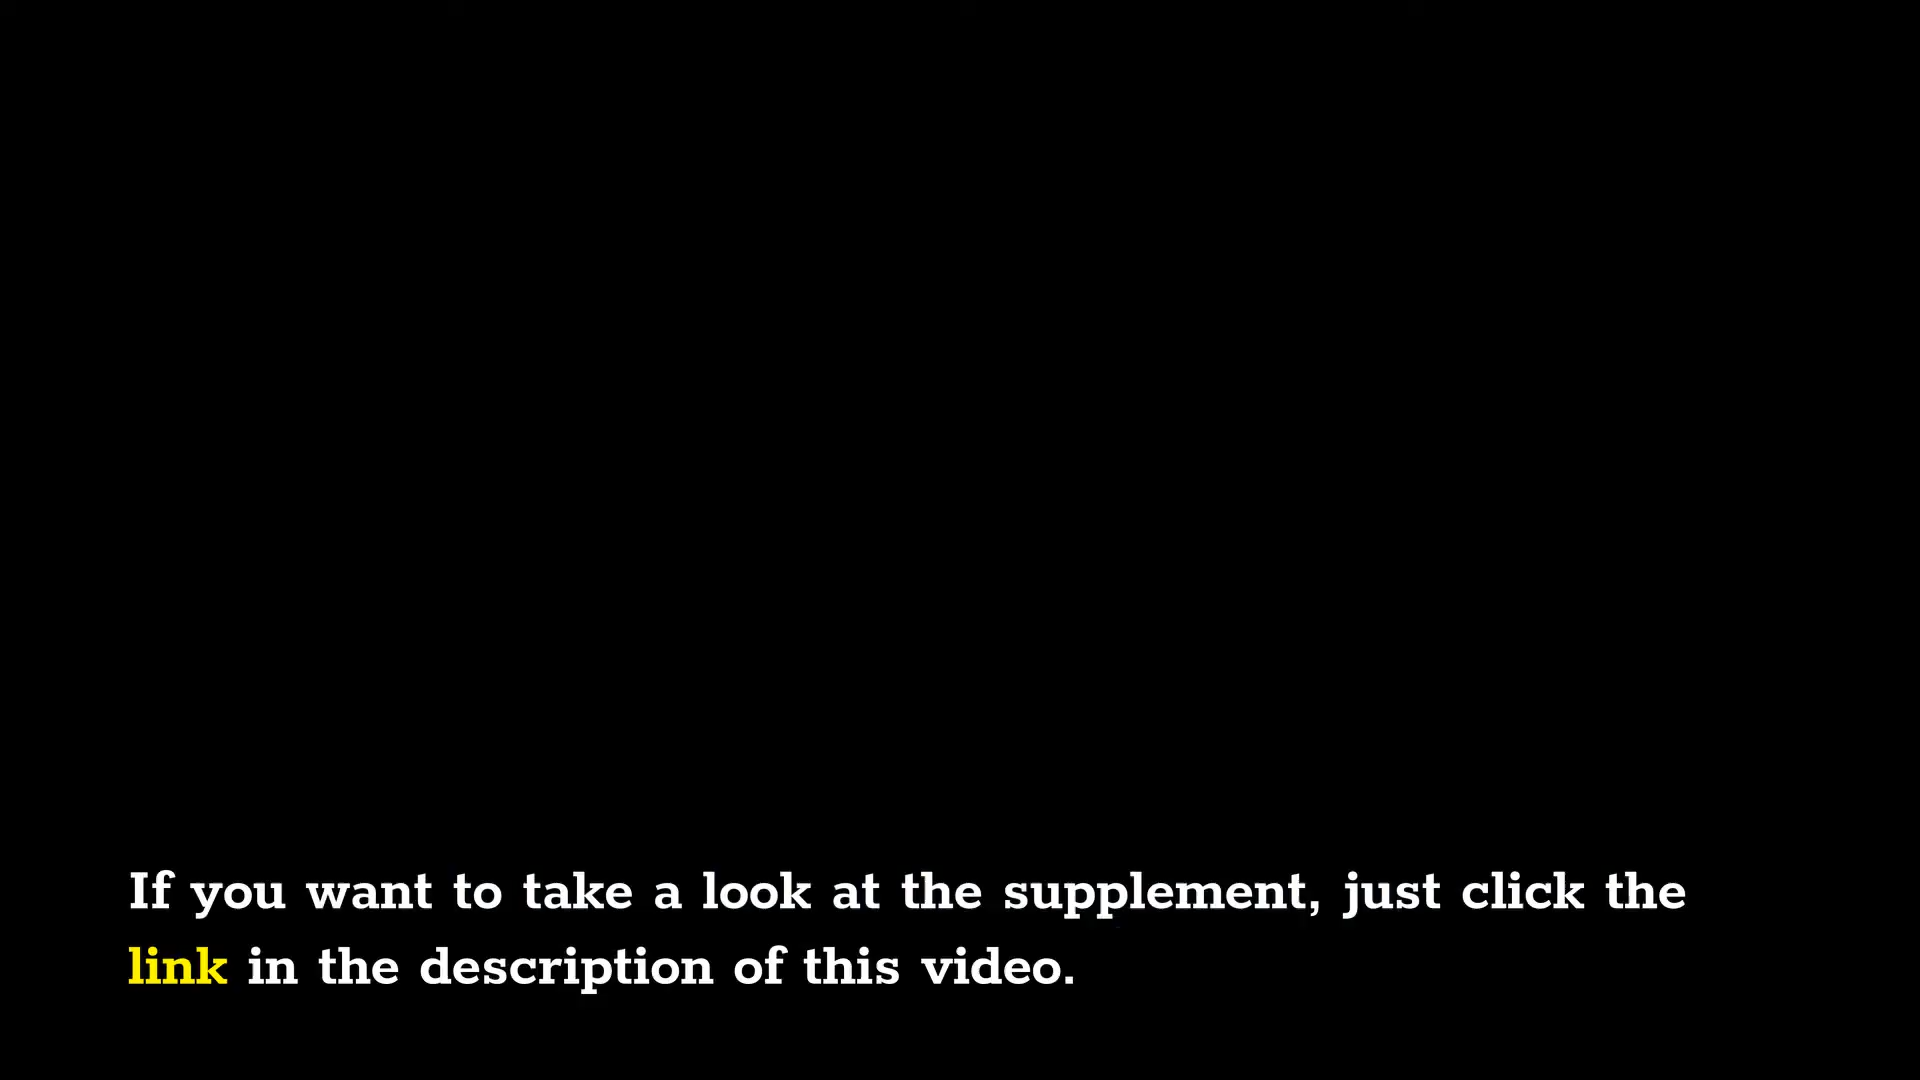 If you want to take a look at the supplement, just click the
link in the description of this video.